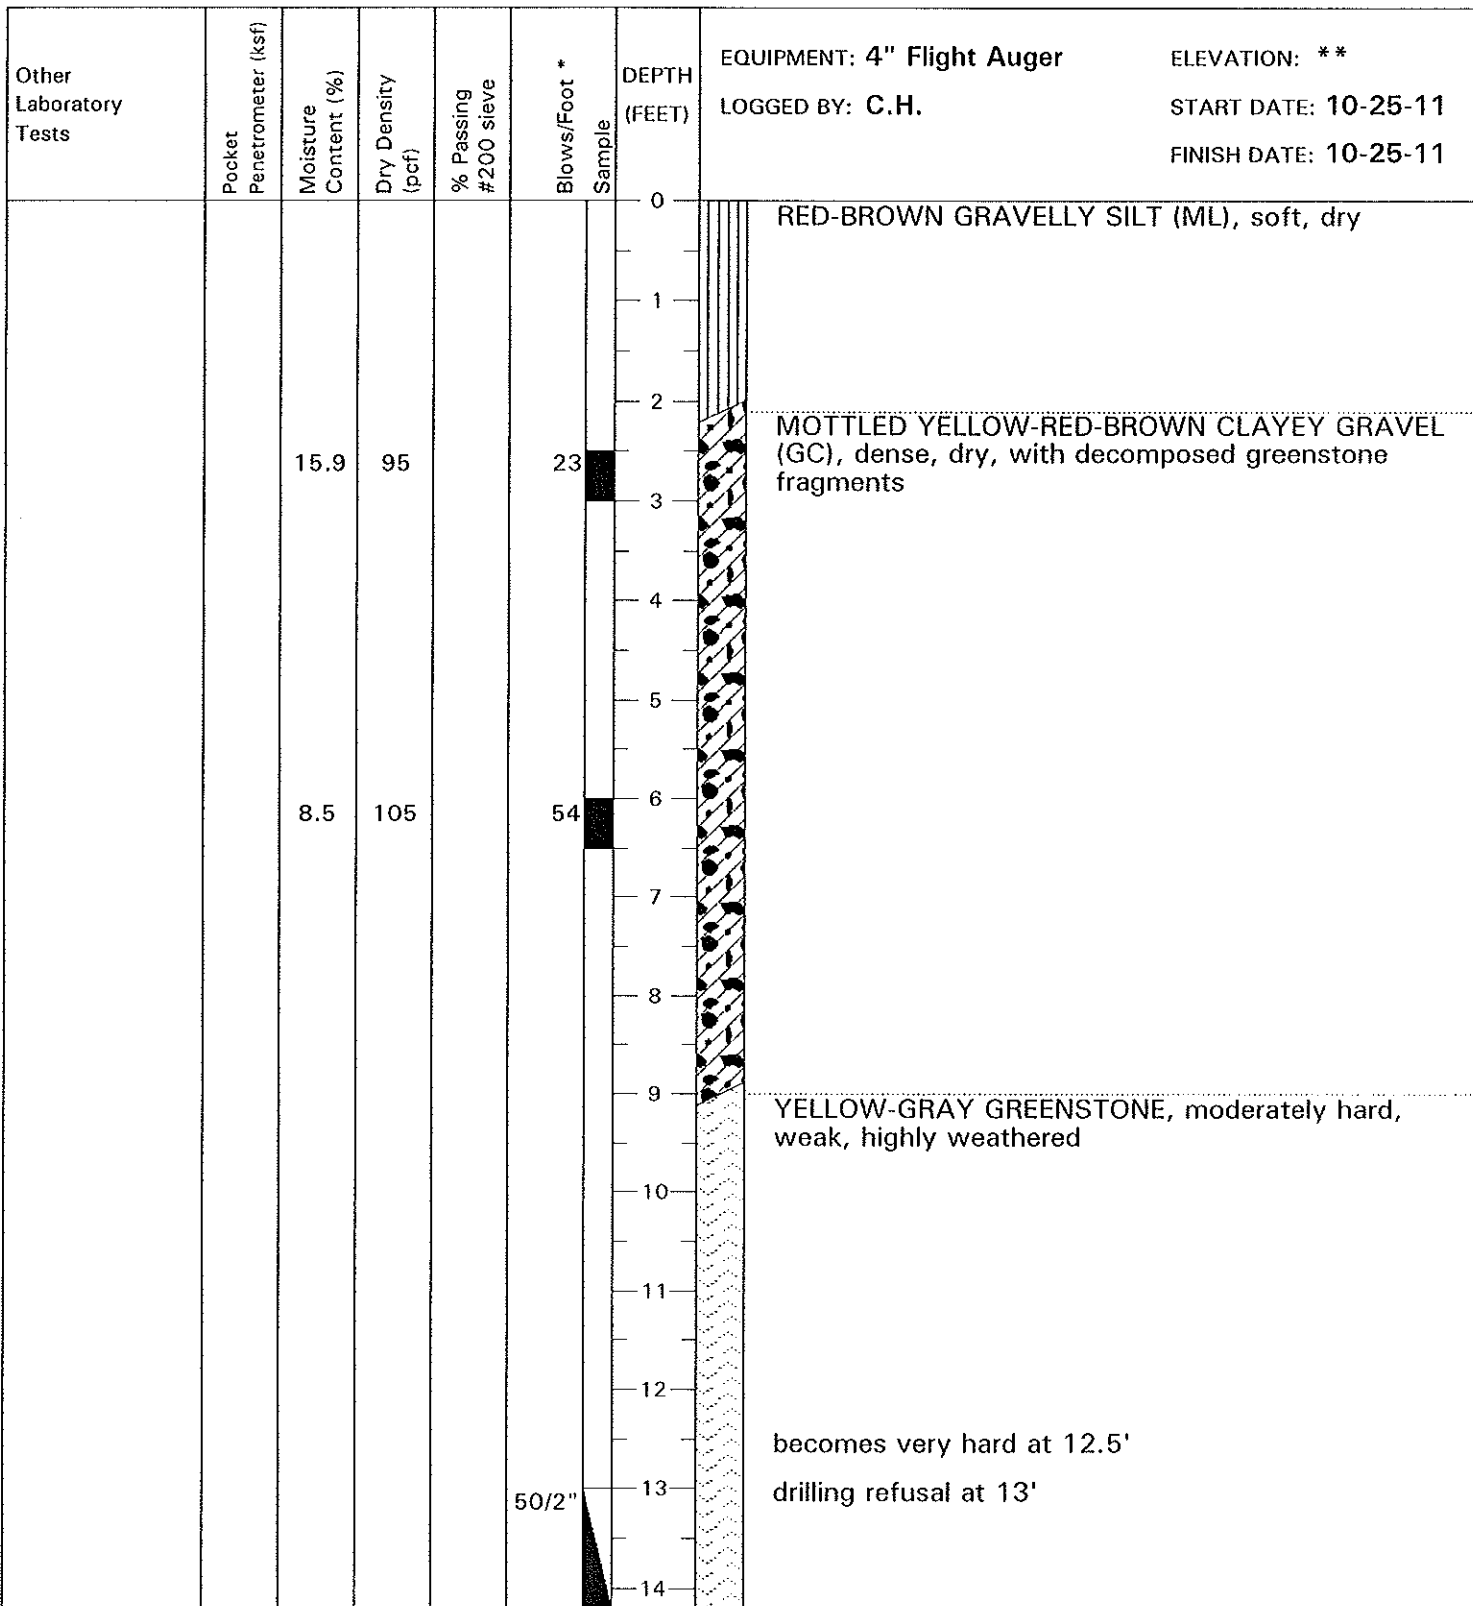 Other
Laboratory
Tests
Pocket
Penetrometer (ksf)
Moisture
Content (%)
Dry Density
(pcf)
% Passing
#200 sieve
Blows/Foot *
Sample
DEPTH
(FEET)
EQUIPMENT: 4" Flight Auger
ELEVATION: **
LOGGED BY: C.H.
START DATE: 10-25-11
FINISH DATE: 10-25-11
0
RED-BROWN GRAVELLY SILT (ML), soft, dry
1
2
MOTTLED YELLOW-RED-BROWN CLAYEY GRAVEL
(GC), dense, dry, with decomposed greenstone
fragments
15.9 95 23
3
4
5
6
8.5 105 54
7
8
9
YELLOW-GRAY GREENSTONE, moderately hard,
weak, highly weathered
10
11
12
becomes very hard at 12.5'
13
drilling refusal at 13'
50/2"
14